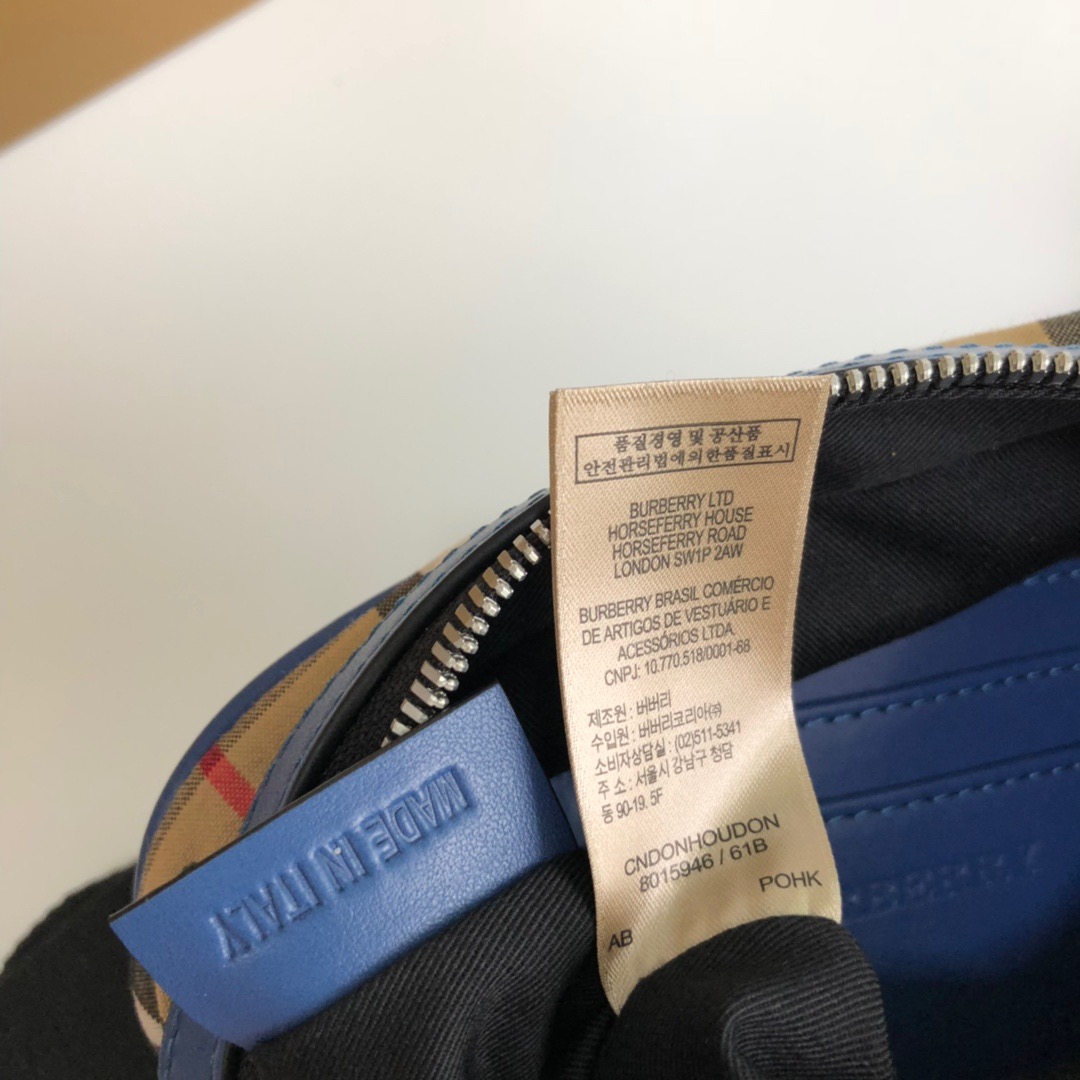 품질경영 및 공산품
안전관리법에의한품질표시
BURBERRY LTD
HORSEFERRY HOUSE
HORSEFERRY ROAD
LONDON SW1P 2AW
BURBERRY BRASIL COMÉRCIO
DE ARTIGOS DE VESTUÁRIO E
ACESSÓRIOS LTDA
CNPJ: 10.770.518/0001-68
제조원 : 버버리
수입원 : 버버리코리아㈜
소비자상담실 : (02)511-5341
주 소 : 서울시 강남구 청담
동 90-19. 5F
CNDONHOUDON
8015946 / 61B
POHK
AB
MADE IN ITALY
BERRY